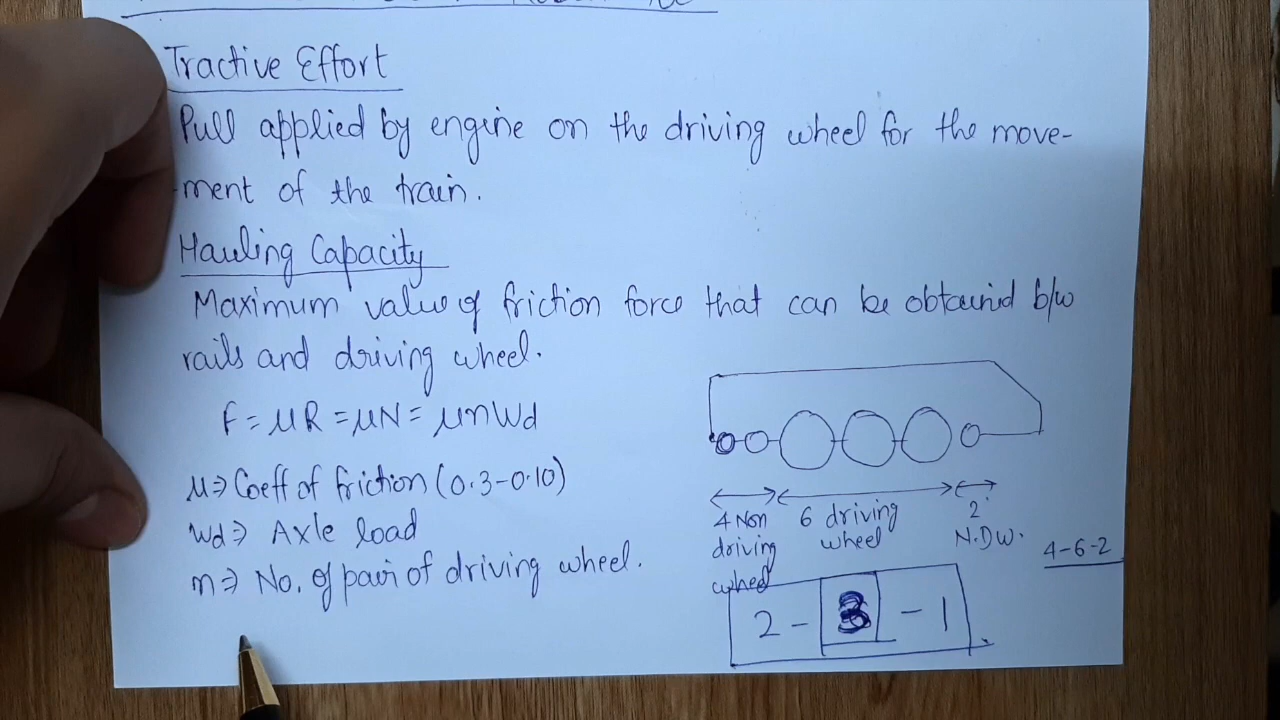 Tractive Effort
Pull applied by engine on the driving wheel for the move-
-ment of the train.
Hauling Capacity
Maximum value of friction force that can be obtained b/w
rails and driving wheel.
F = μR = μN = μnWd
μ ⇒ Coeff of friction (0.3-0.10)
Wd ⇒ Axle load
n ⇒ No. of pair of driving wheel.
4 Non
driving
wheel
6 driving
wheel
2
N.D.W.
4-6-2
2 - 3 - 1